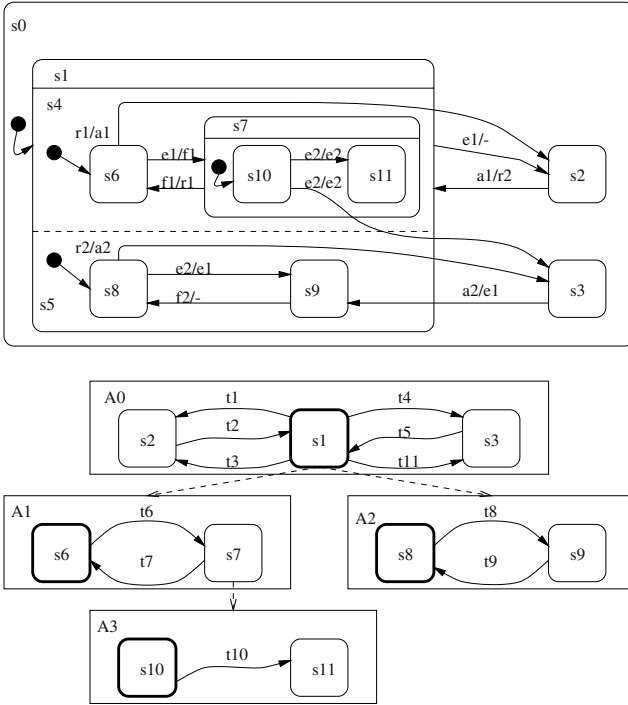 s0
s1
s4
r1/a1
s7
e1/f1
e2/e2
e1/-
s6
s10
s11
s2
f1/r1
e2/e2
a1/r2
r2/a2
e2/e1
s8
s9
s3
s5
f2/-
a2/e1
A0
t1
t4
s2
t2
s1
t5
s3
t3
t11
A1
t6
A2
t8
s6
t7
s7
s8
t9
s9
A3
s10
t10
s11